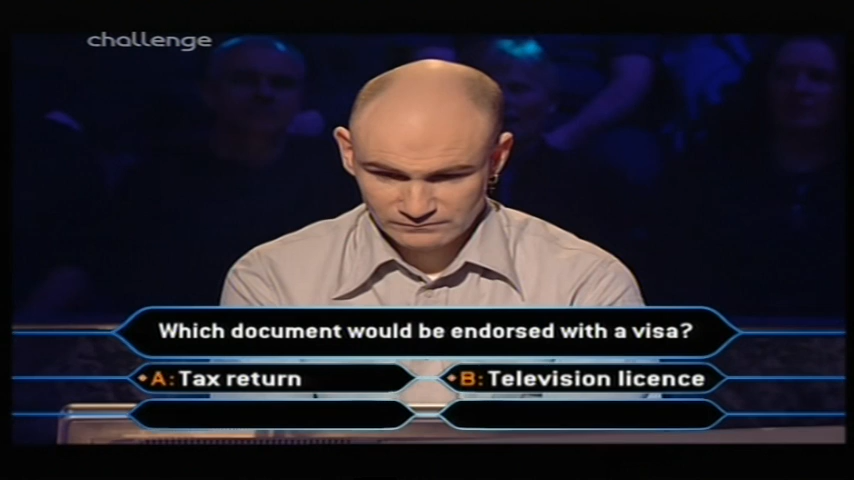 challenge
Which document would be endorsed with a visa?
A: Tax return
B: Television licence